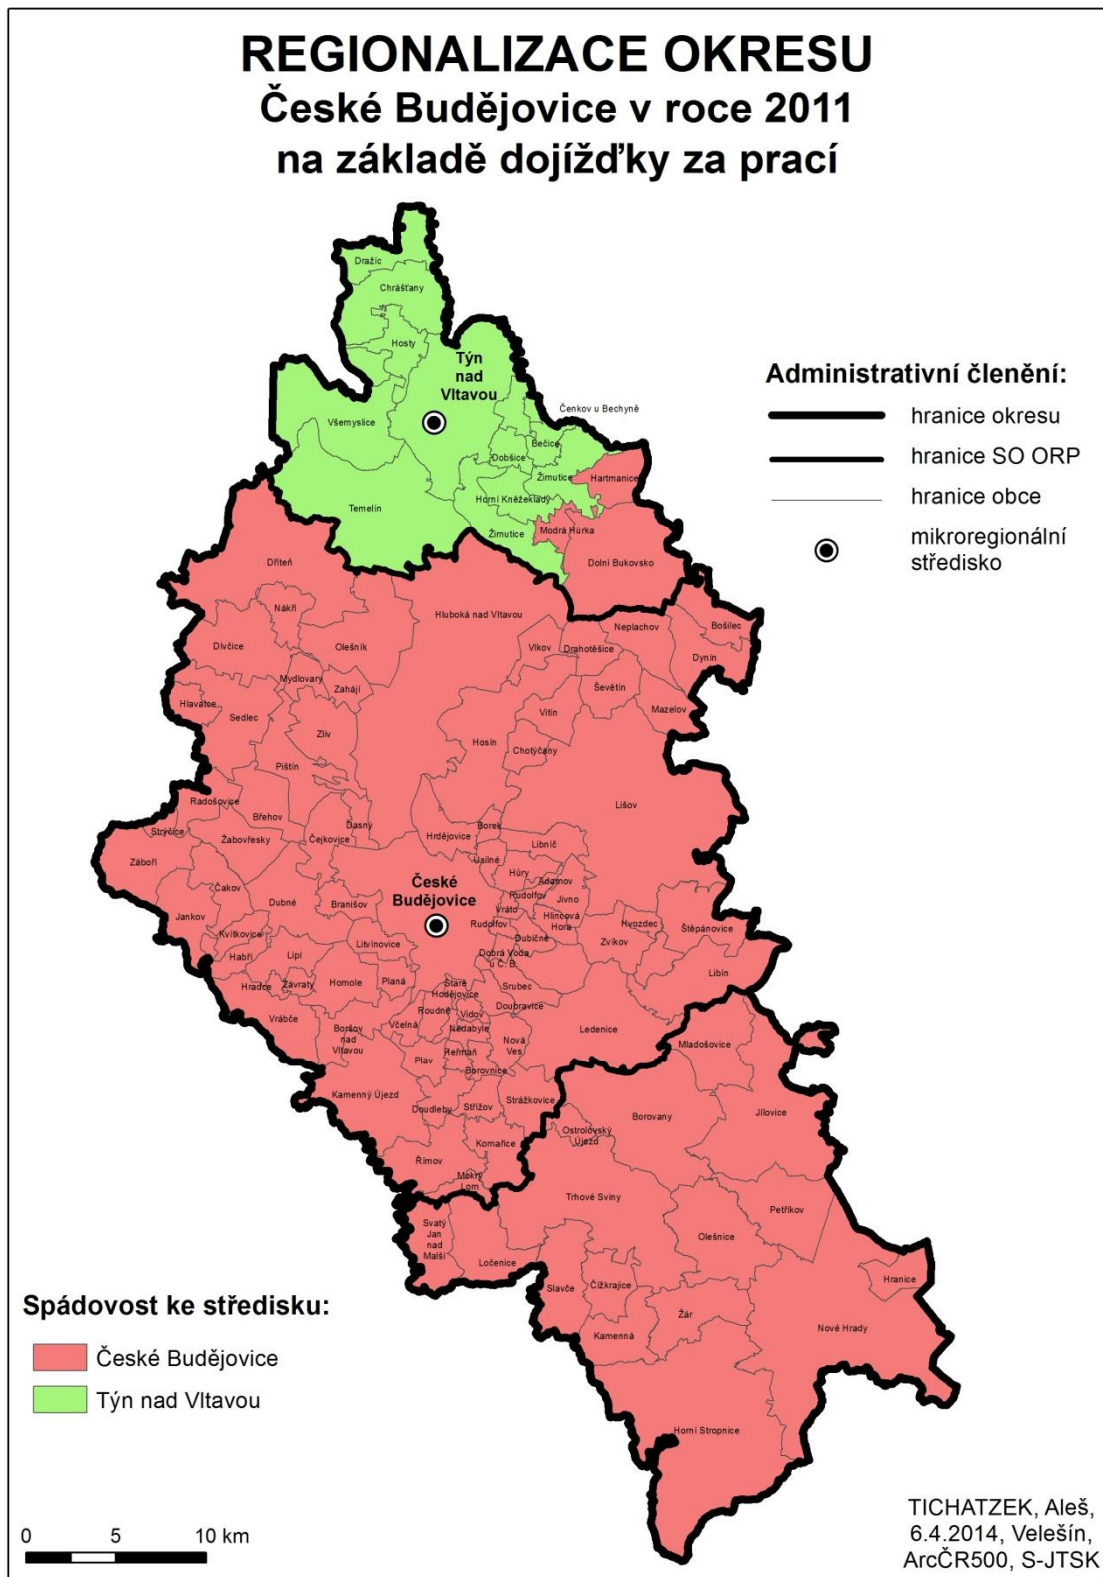 REGIONALIZACE OKRESU
České Budějovice v roce 2011
na základě dojížďky za prací
Dražíc
Chrášťany
Hosty
Týn
nad
Vltavou
Administrativní členění:
hranice okresu
hranice SO ORP
hranice obce
mikroregionální
středisko
Čenkov u Bechyně
Všemyslice
Bečice
Dobšice
Žimutice
Hartmanice
Horní Kněžeklady
Temelín
Žimutice
Modrá Hůrka
Dolní Bukovsko
Dříteň
Nákří
Hluboká nad Vltavou
Neplachov
Bošilec
Dívčice
Olešník
Vlkov
Drahotěšice
Dynín
Mydlovary
Zahájí
Ševětín
Hlavatce
Sedlec
Vitín
Mazelov
Zliv
Hosín
Chotýčany
Pištín
Radošovice
Břehov
Lišov
Strýčice
Žabovřesky
Čejkovice
Dasný
Hrdějovice
Borek
Libníč
Záboří
Úsilné
Hůry
Adamov
České
Budějovice
Čakov
Dubné
Branišov
Rudolfov
Jivno
Vráto
Jankov
Rudolfov
Hlincová
Hora
Hvozdec
Štěpánovice
Kvítkovice
Litvínovice
Dubičné
Zvíkov
Habří
Lipí
Dobrá Voda
u Č. B.
Libín
Hradce
Závraty
Homole
Planá
Staré
Hodějovice
Srubec
Doubravice
Vrábče
Boršov
nad
Vltavou
Včelná
Roudné
Vidov
Nedabyle
Nová
Ves
Ledenice
Mladošovice
Plav
Heřmaň
Borovnice
Kamenný Újezd
Doudleby
Střížov
Strážkovice
Borovany
Jílovice
Ostrolovský
Újezd
Komařice
Římov
Mokrý
Lom
Trhové Sviny
Petříkov
Svatý
Jan
nad
Malší
Ločenice
Olešnice
Slavče
Čížkrajice
Hranice
Žár
Kamenná
Nové Hrady
Horní Stropnice
Spádovost ke středisku:
České Budějovice
Týn nad Vltavou
0 5 10 km
TICHATZEK, Aleš,
6.4.2014, Velešín,
ArcČR500, S-JTSK